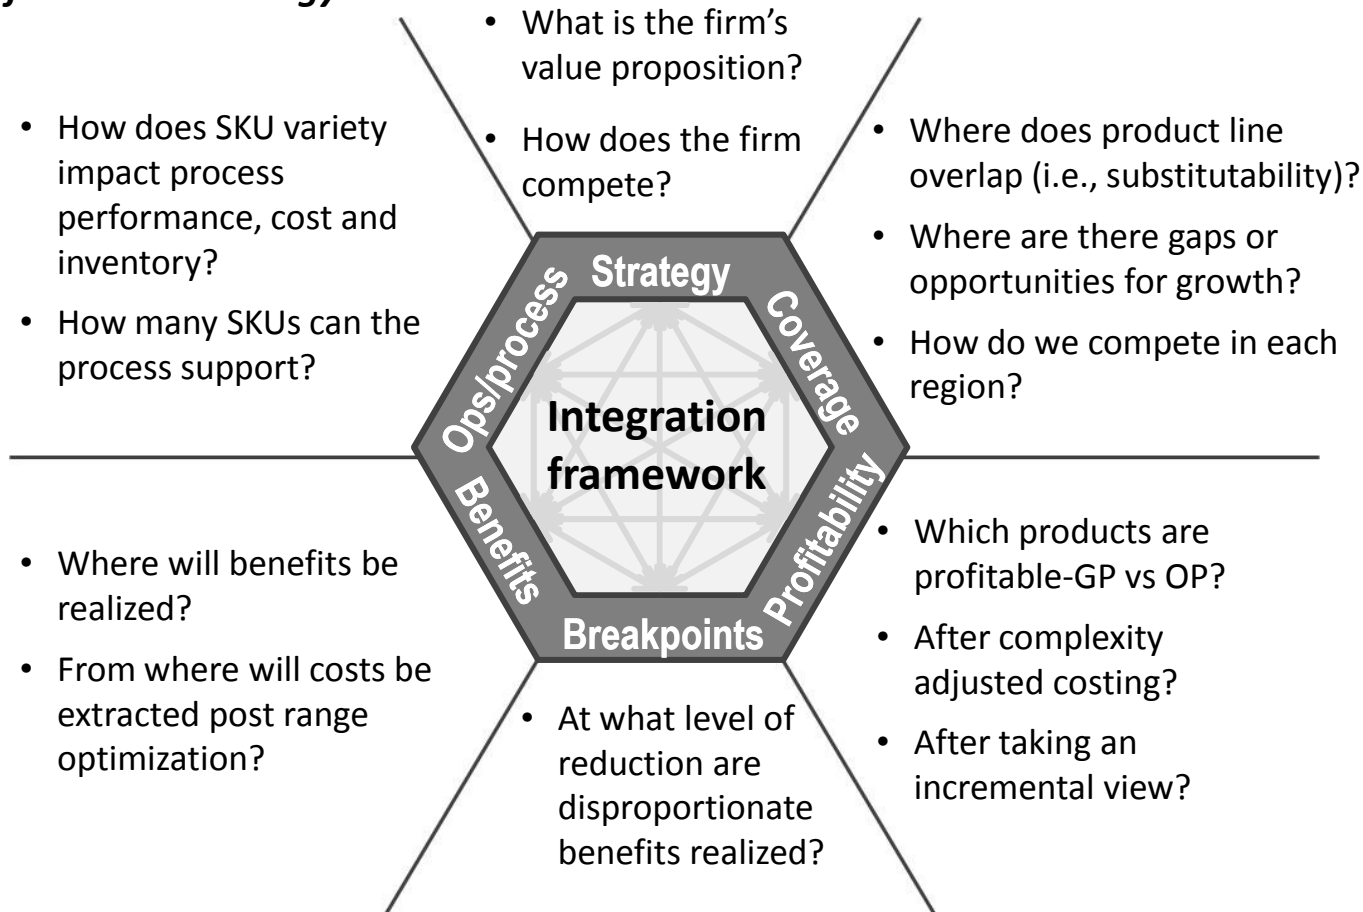 • What is the firm's
value proposition?
• How does the firm
compete?
• How does SKU variety
impact process
performance, cost and
inventory?
• How many SKUs can the
process support?
• Where does product line
overlap (i.e., substitutability)?
• Where are there gaps or
opportunities for growth?
• How do we compete in each
region?
Strategy
Coverage
Ops/process
Integration
framework
Profitability
Benefits
Breakpoints
• Where will benefits be
realized?
• From where will costs be
extracted post range
optimization?
• At what level of
reduction are
disproportionate
benefits realized?
• Which products are
profitable-GP vs OP?
• After complexity
adjusted costing?
• After taking an
incremental view?